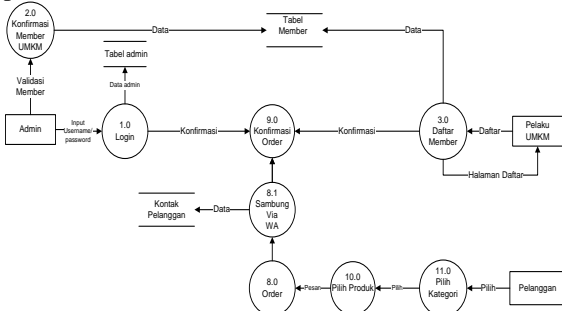 2.0
Konfirmasi
Member
UMKM
Data
Tabel
Member
Data
Tabel admin
Validasi
Member
Data admin
Admin
Input
Username/
password
1.0
Login
Konfirmasi
9.0
Konfirmasi
Order
Konfirmasi
3.0
Daftar
Member
Daftar
Pelaku
UMKM
Halaman Daftar
Kontak
Pelanggan
Data
8.1
Sambung
Via
WA
8.0
Order
Pesan
10.0
Pilih Produk
Pilih
11.0
Pilih
Kategori
Pilih
Pelanggan